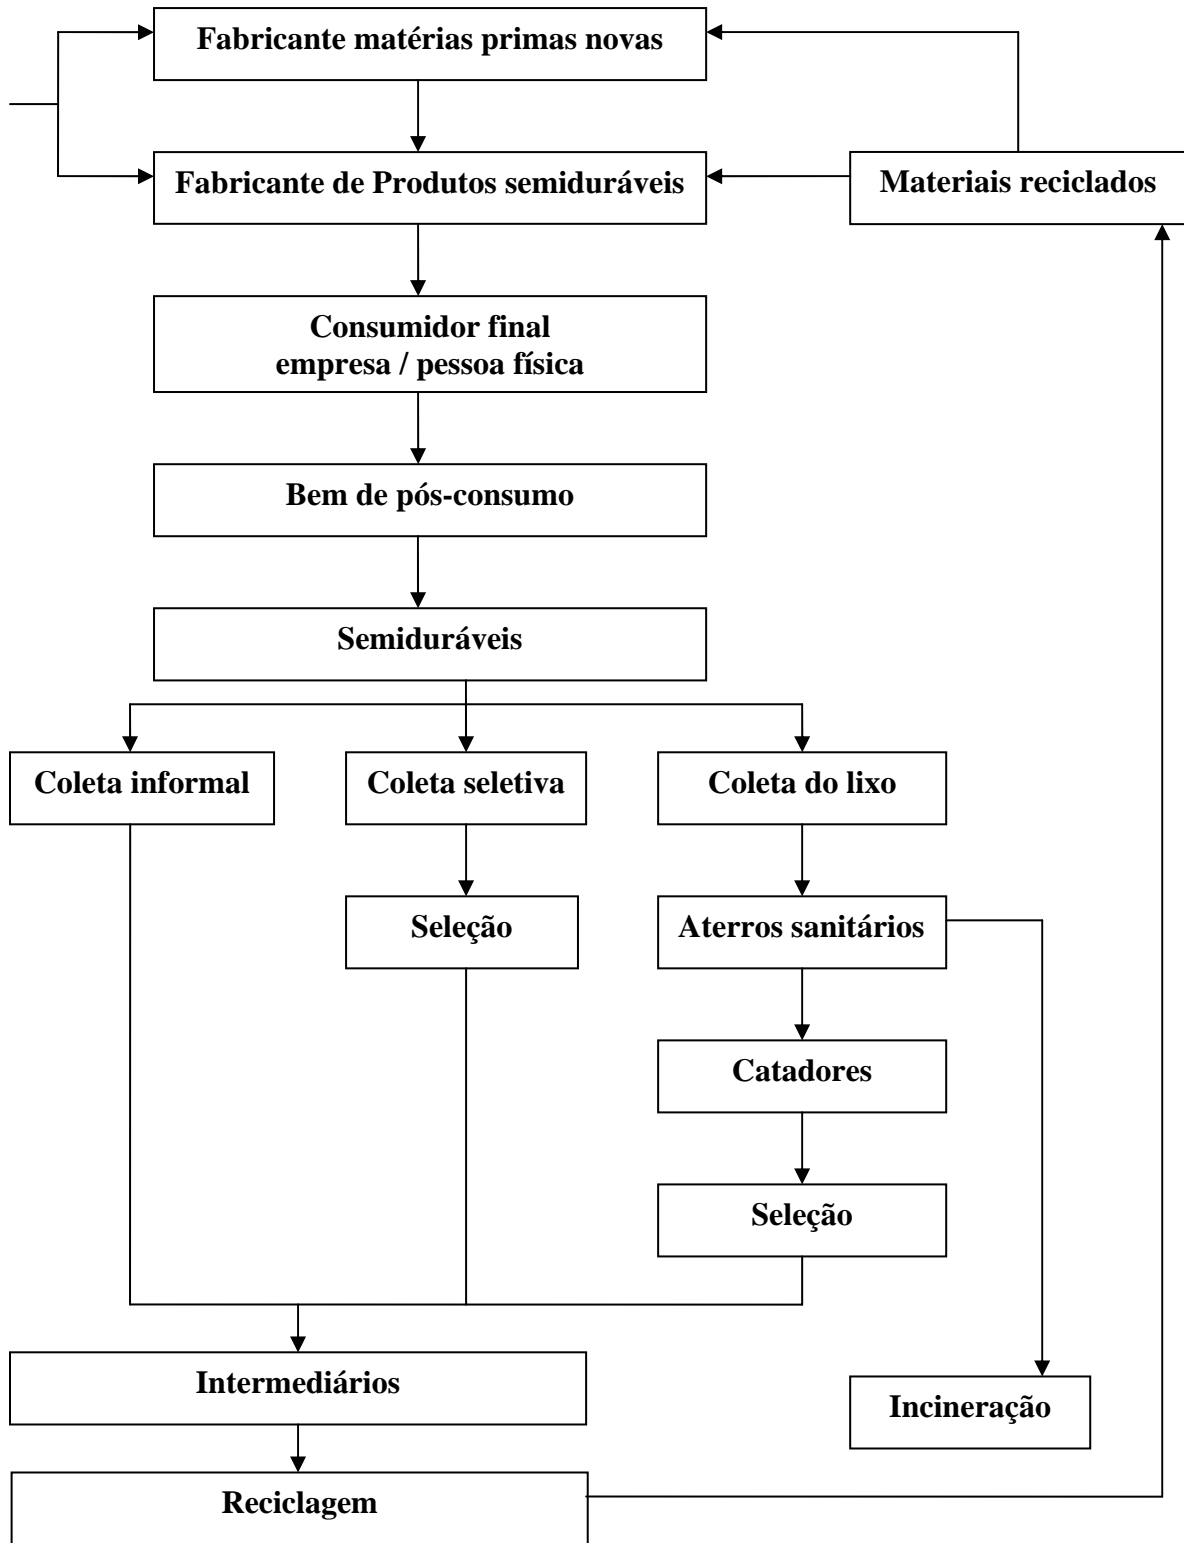 Fabricante matérias primas novas
Fabricante de Produtos semiduráveis
Materiais reciclados
Consumidor final
empresa / pessoa física
Bem de pós-consumo
Semiduráveis
Coleta informal
Coleta seletiva
Coleta do lixo
Seleção
Aterros sanitários
Catadores
Seleção
Intermediários
Incineração
Reciclagem